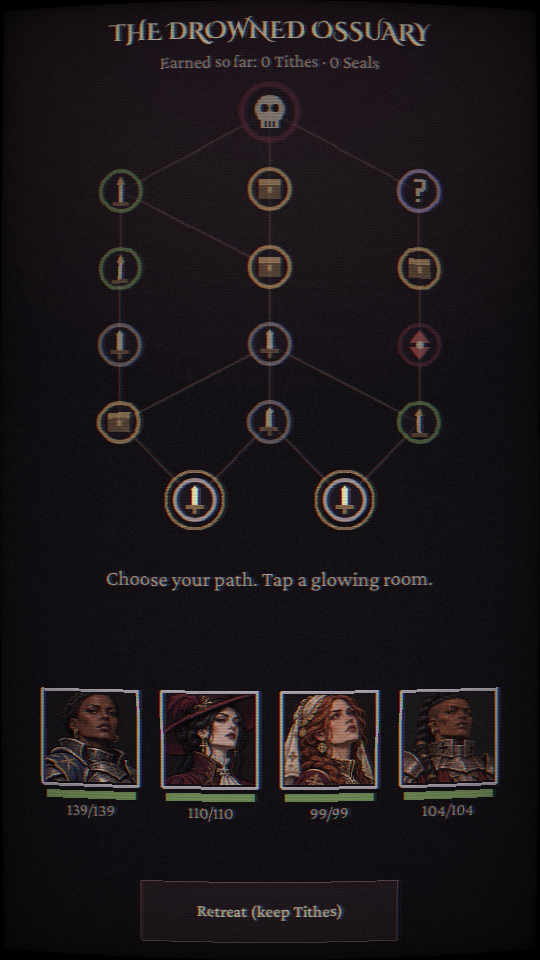 THE DROWNED OSSUARY
Earned so far: 0 Tithes · 0 Seals
?
Choose your path. Tap a glowing room.
139/139 110/110 99/99 104/104
Retreat (keep Tithes)